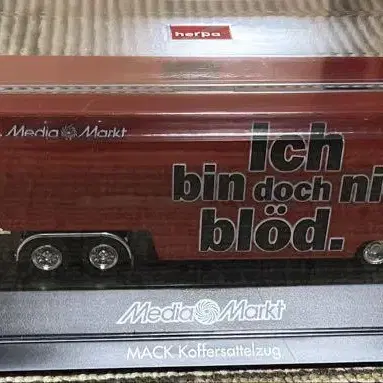 herpa
Media Markt
Ich
bin doch ni
blöd.
Media Markt
MACK Koffersattelzug